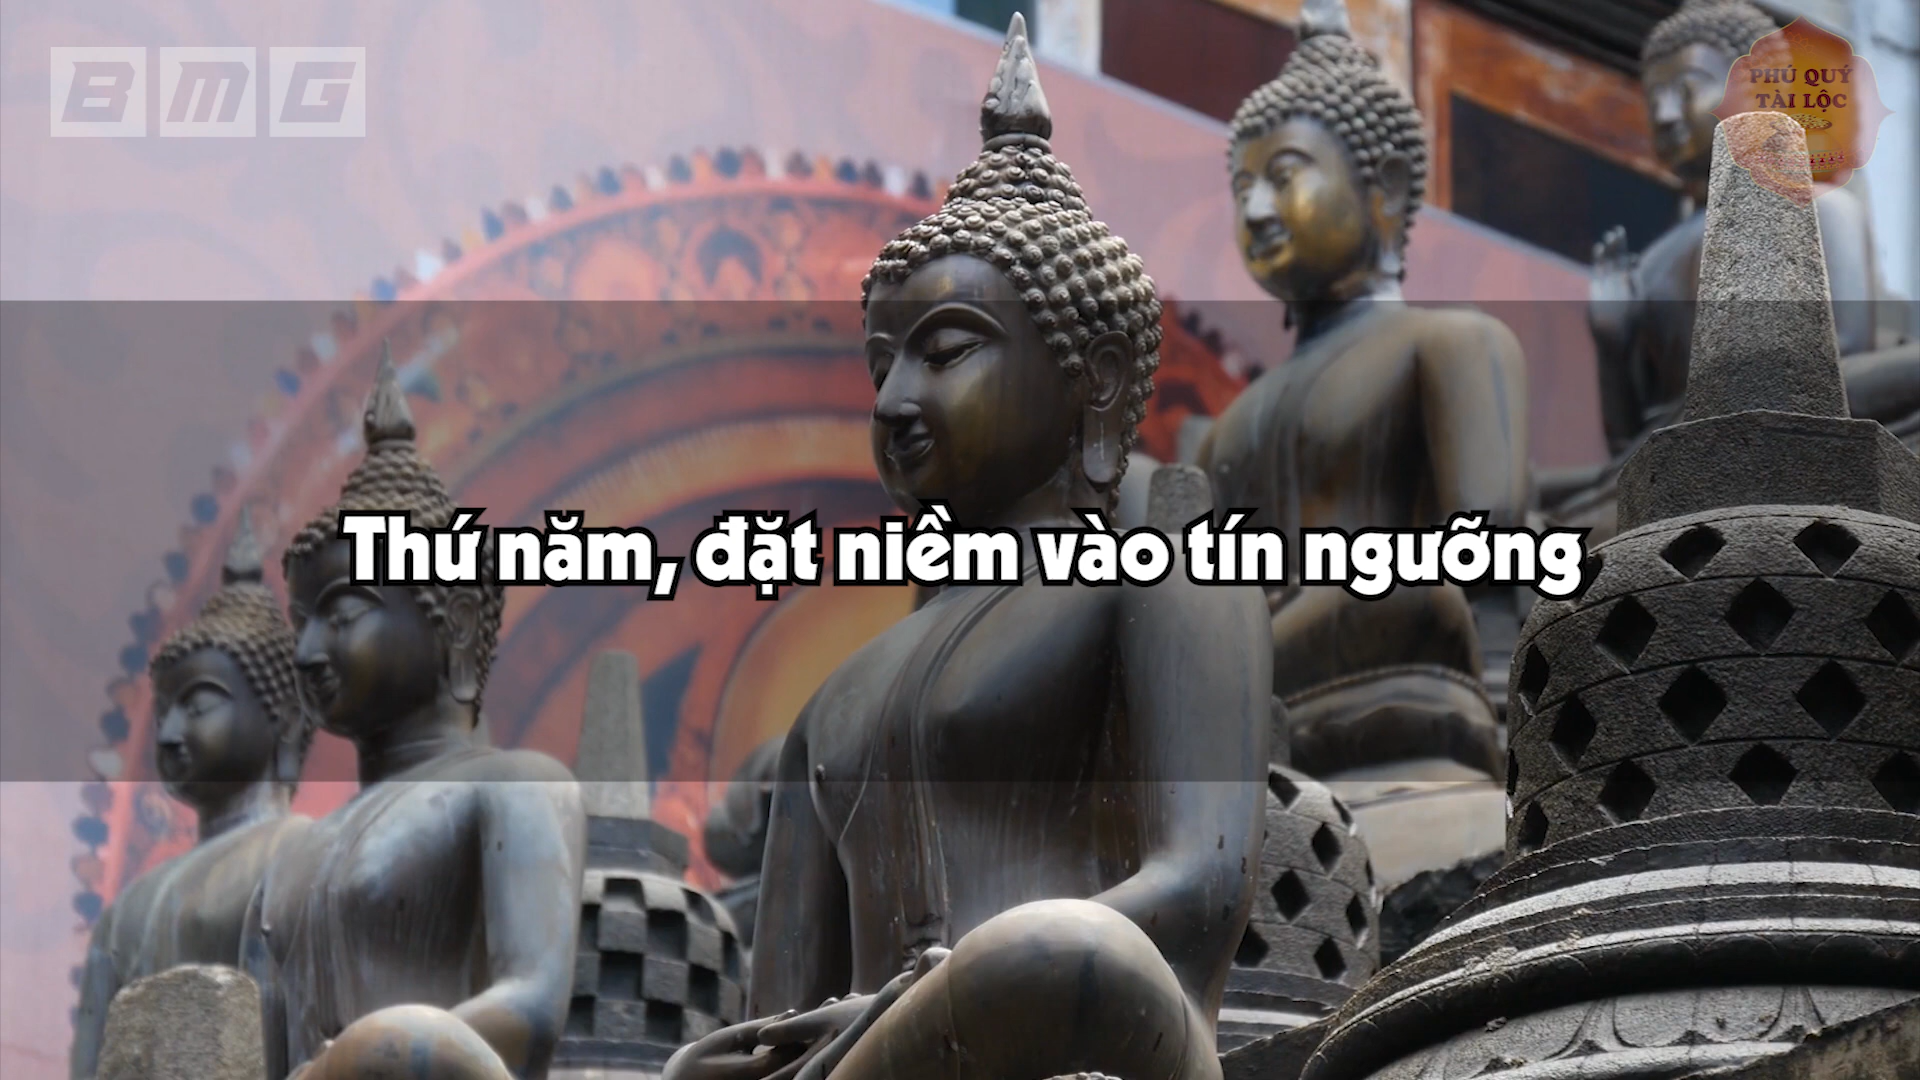 BMG
PHÚ QUÝ
TÀI LỘC
Thứ năm, đặt niềm vào tín ngưỡng